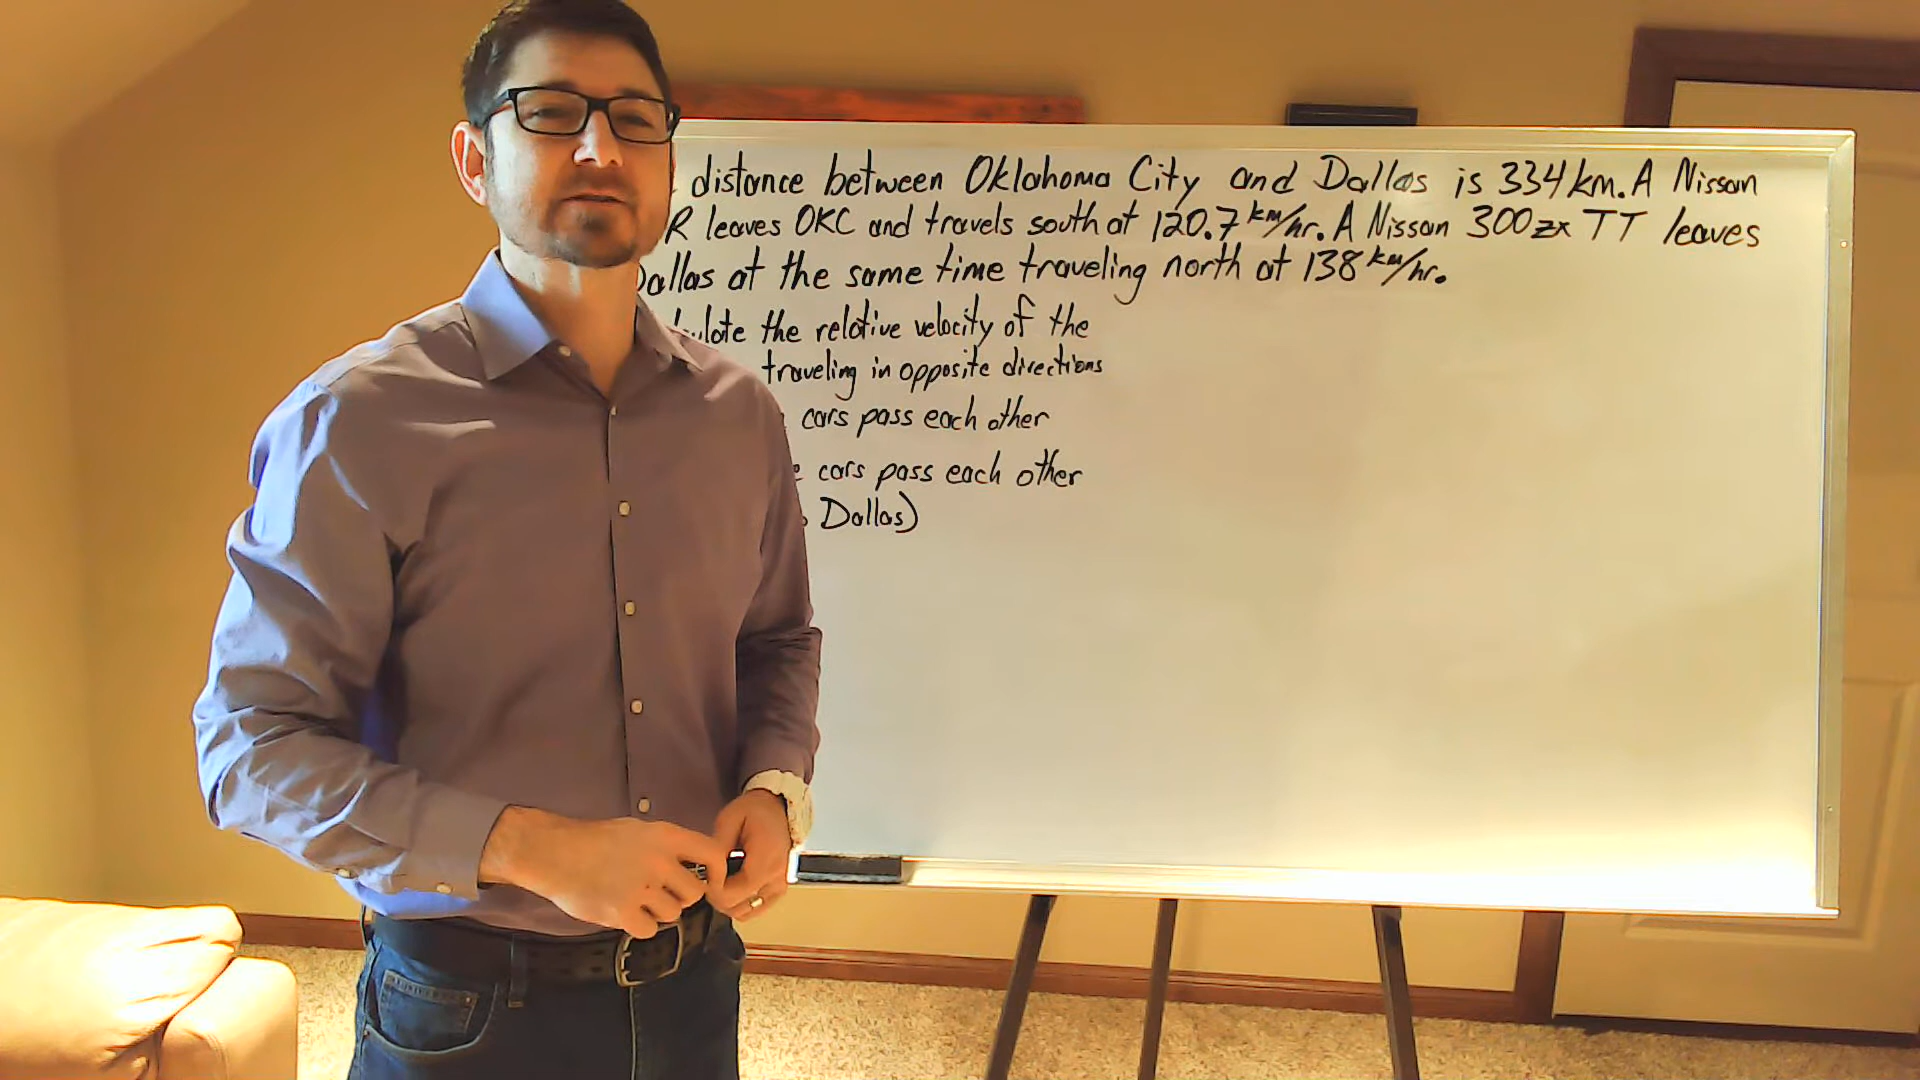 distance between Oklahoma City and Dallas is 334 km. A Nissan
R leaves OKC and travels south at 120.7 km/hr. A Nissan 300zx TT leaves
Dallas at the same time traveling north at 138 km/hr.
the relative velocity of the
traveling in opposite directions
cars pass each other
cars pass each other
Dallas)